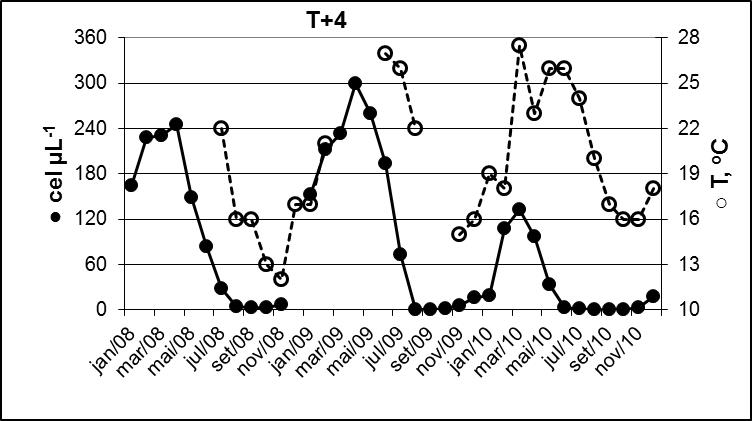 T+4
● cel µL-1
360
300
240
180
120
60
0
28
25
22
19
16
13
10
○ T, ºC
jan/08
mar/08
mai/08
jul/08
set/08
nov/08
jan/09
mar/09
mai/09
jul/09
set/09
nov/09
jan/10
mar/10
mai/10
jul/10
set/10
nov/10